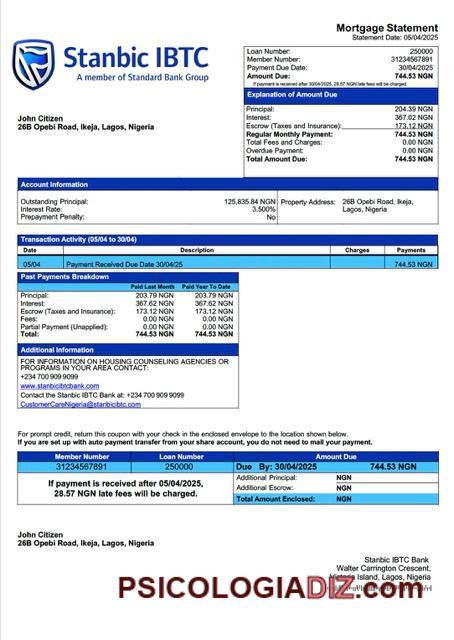 Mortgage Statement
Statement Date: 05/04/2025
Stanbic IBTC
A member of Standard Bank Group
Loan Number: 250000
Member Number: 31234567891
Payment Due Date: 30/04/2025
Amount Due: 744.53 NGN
If payment is received after 30/04/2025, 28.57 NGN late fees will be charged.
John Citizen
26B Opebi Road, Ikeja, Lagos, Nigeria
Explanation of Amount Due
Principal: 204.39 NGN
Interest: 367.02 NGN
Escrow (Taxes and Insurance): 173.12 NGN
Regular Monthly Payment: 744.53 NGN
Total Fees and Charges: 0.00 NGN
Overdue Payment: 0.00 NGN
Total Amount Due: 744.53 NGN
Account Information
Outstanding Principal: 125,835.84 NGN Property Address: 26B Opebi Road, Ikeja,
Interest Rate: 3.500% Lagos, Nigeria
Prepayment Penalty: No
Transaction Activity (05/04 to 30/04)
Date Description Charges Payments
05/04 Payment Received Due Date 30/04/25 744.53 NGN
Past Payments Breakdown
Paid Last Month Paid Year To Date
Principal: 203.79 NGN 203.79 NGN
Interest: 367.62 NGN 367.62 NGN
Escrow (Taxes and Insurance): 173.12 NGN 173.12 NGN
Fees: 0.00 NGN 0.00 NGN
Partial Payment (Unapplied): 0.00 NGN 0.00 NGN
Total: 744.53 NGN 744.53 NGN
Additional Information
FOR INFORMATION ON HOUSING COUNSELING AGENCIES OR
PROGRAMS IN YOUR AREA CONTACT:
+234 700 909 9099
www.stanbicibtcbank.com
Contact the Stanbic IBTC Bank at: +234 700 909 9099
CustomerCareNigeria@stanbicibtc.com
For prompt credit, return this coupon with your check in the enclosed envelope to the location shown below.
If you are set up with auto payment transfer from your share account, you do not need to mail your payment.
Member Number Loan Number Amount Due
31234567891 250000 Due By: 30/04/2025 744.53 NGN
If payment is received after 05/04/2025,
28.57 NGN late fees will be charged.
Additional Principal: NGN
Additional Escrow: NGN
Total Amount Enclosed: NGN
John Citizen
26B Opebi Road, Ikeja, Lagos, Nigeria
Stanbic IBTC Bank
Walter Carrington Crescent,
Victoria Island, Lagos, Nigeria
PSICOLOGIADIZ.com